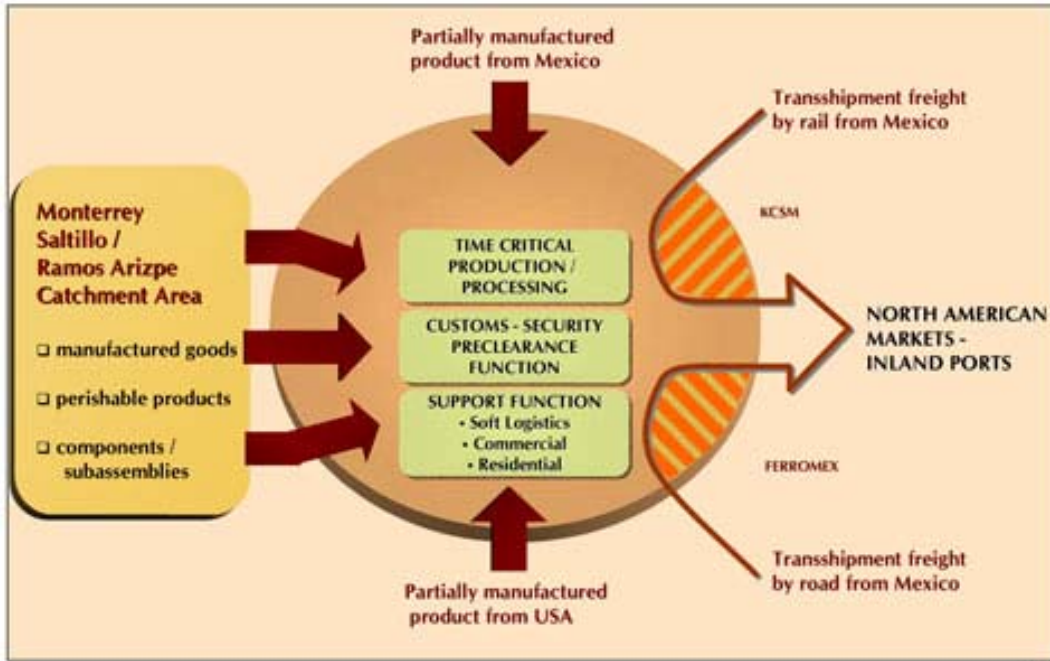 Partially manufactured
product from Mexico
Transshipment freight
by rail from Mexico
Monterrey
Saltillo /
Ramos Arizpe
Catchment Area
❑ manufactured goods
❑ perishable products
❑ components /
subassemblies
TIME CRITICAL
PRODUCTION /
PROCESSING
CUSTOMS - SECURITY
PRECLEARANCE
FUNCTION
SUPPORT FUNCTION
• Soft Logistics
• Commercial
• Residential
KCSM
NORTH AMERICAN
MARKETS -
INLAND PORTS
FERROMEX
Partially manufactured
product from USA
Transshipment freight
by road from Mexico